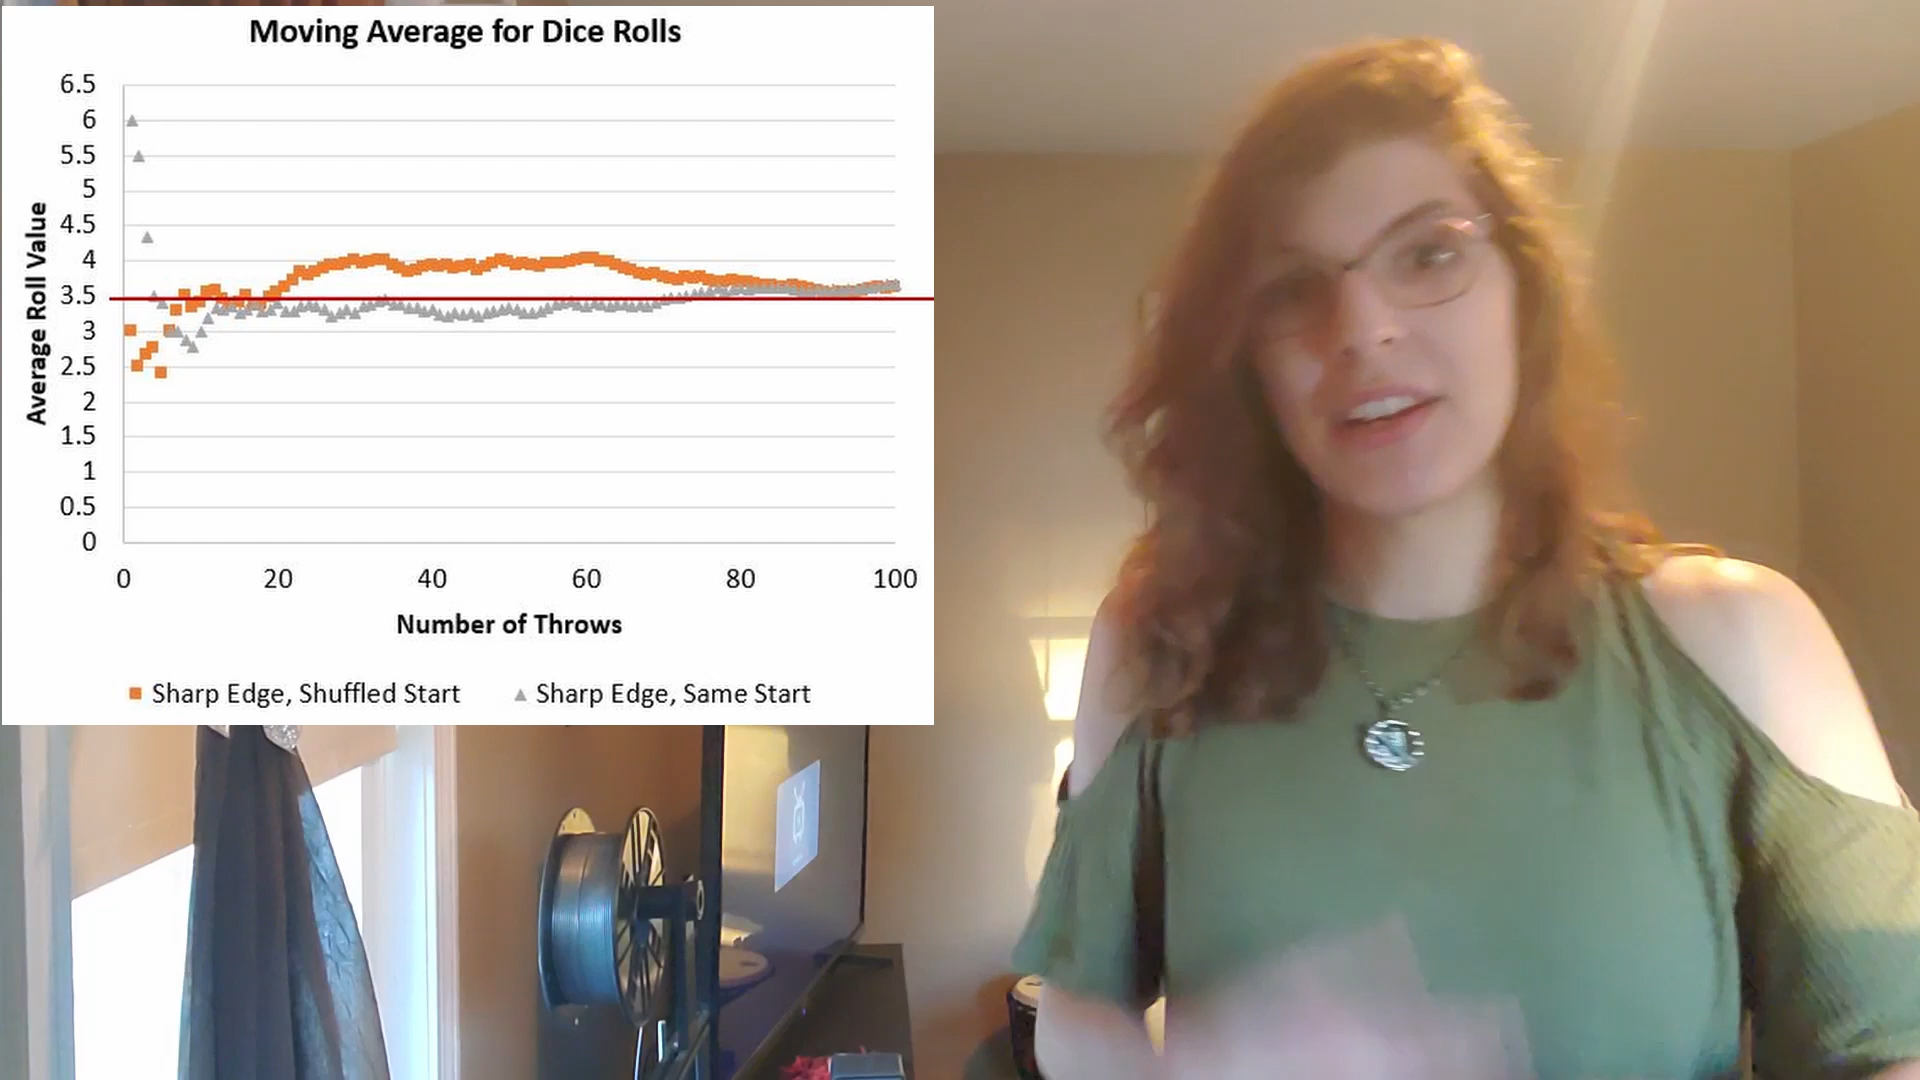 Moving Average for Dice Rolls
6.5
6
5.5
5
4.5
4
3.5
3
2.5
2
1.5
1
0.5
0
Average Roll Value
0 20 40 60 80 100
Number of Throws
Sharp Edge, Shuffled Start Sharp Edge, Same Start